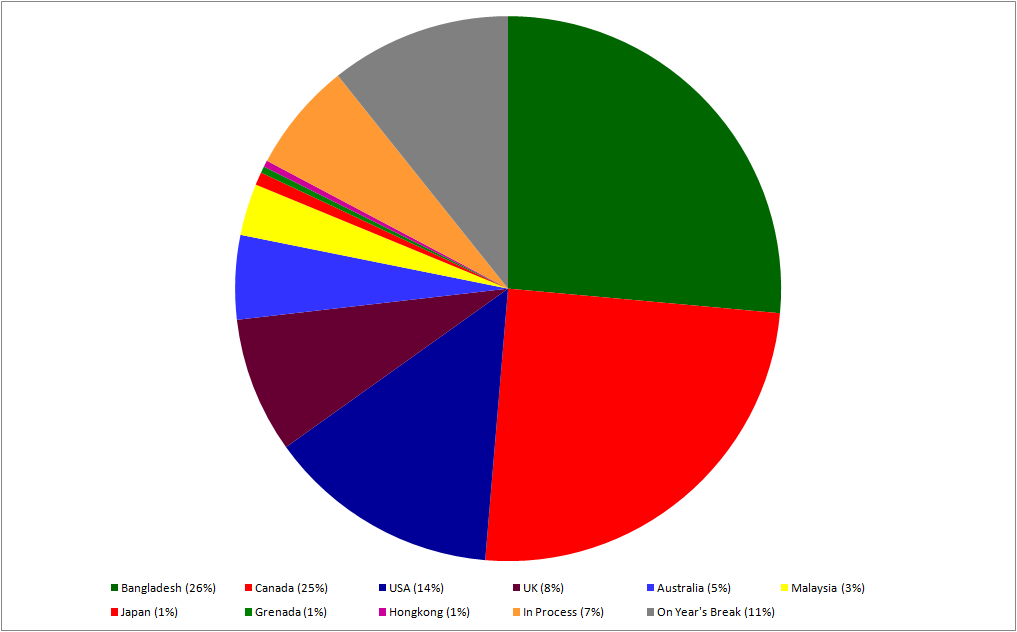 Bangladesh (26%) Canada (25%) USA (14%) UK (8%) Australia (5%) Malaysia (3%)
Japan (1%) Grenada (1%) Hongkong (1%) In Process (7%) On Year's Break (11%)